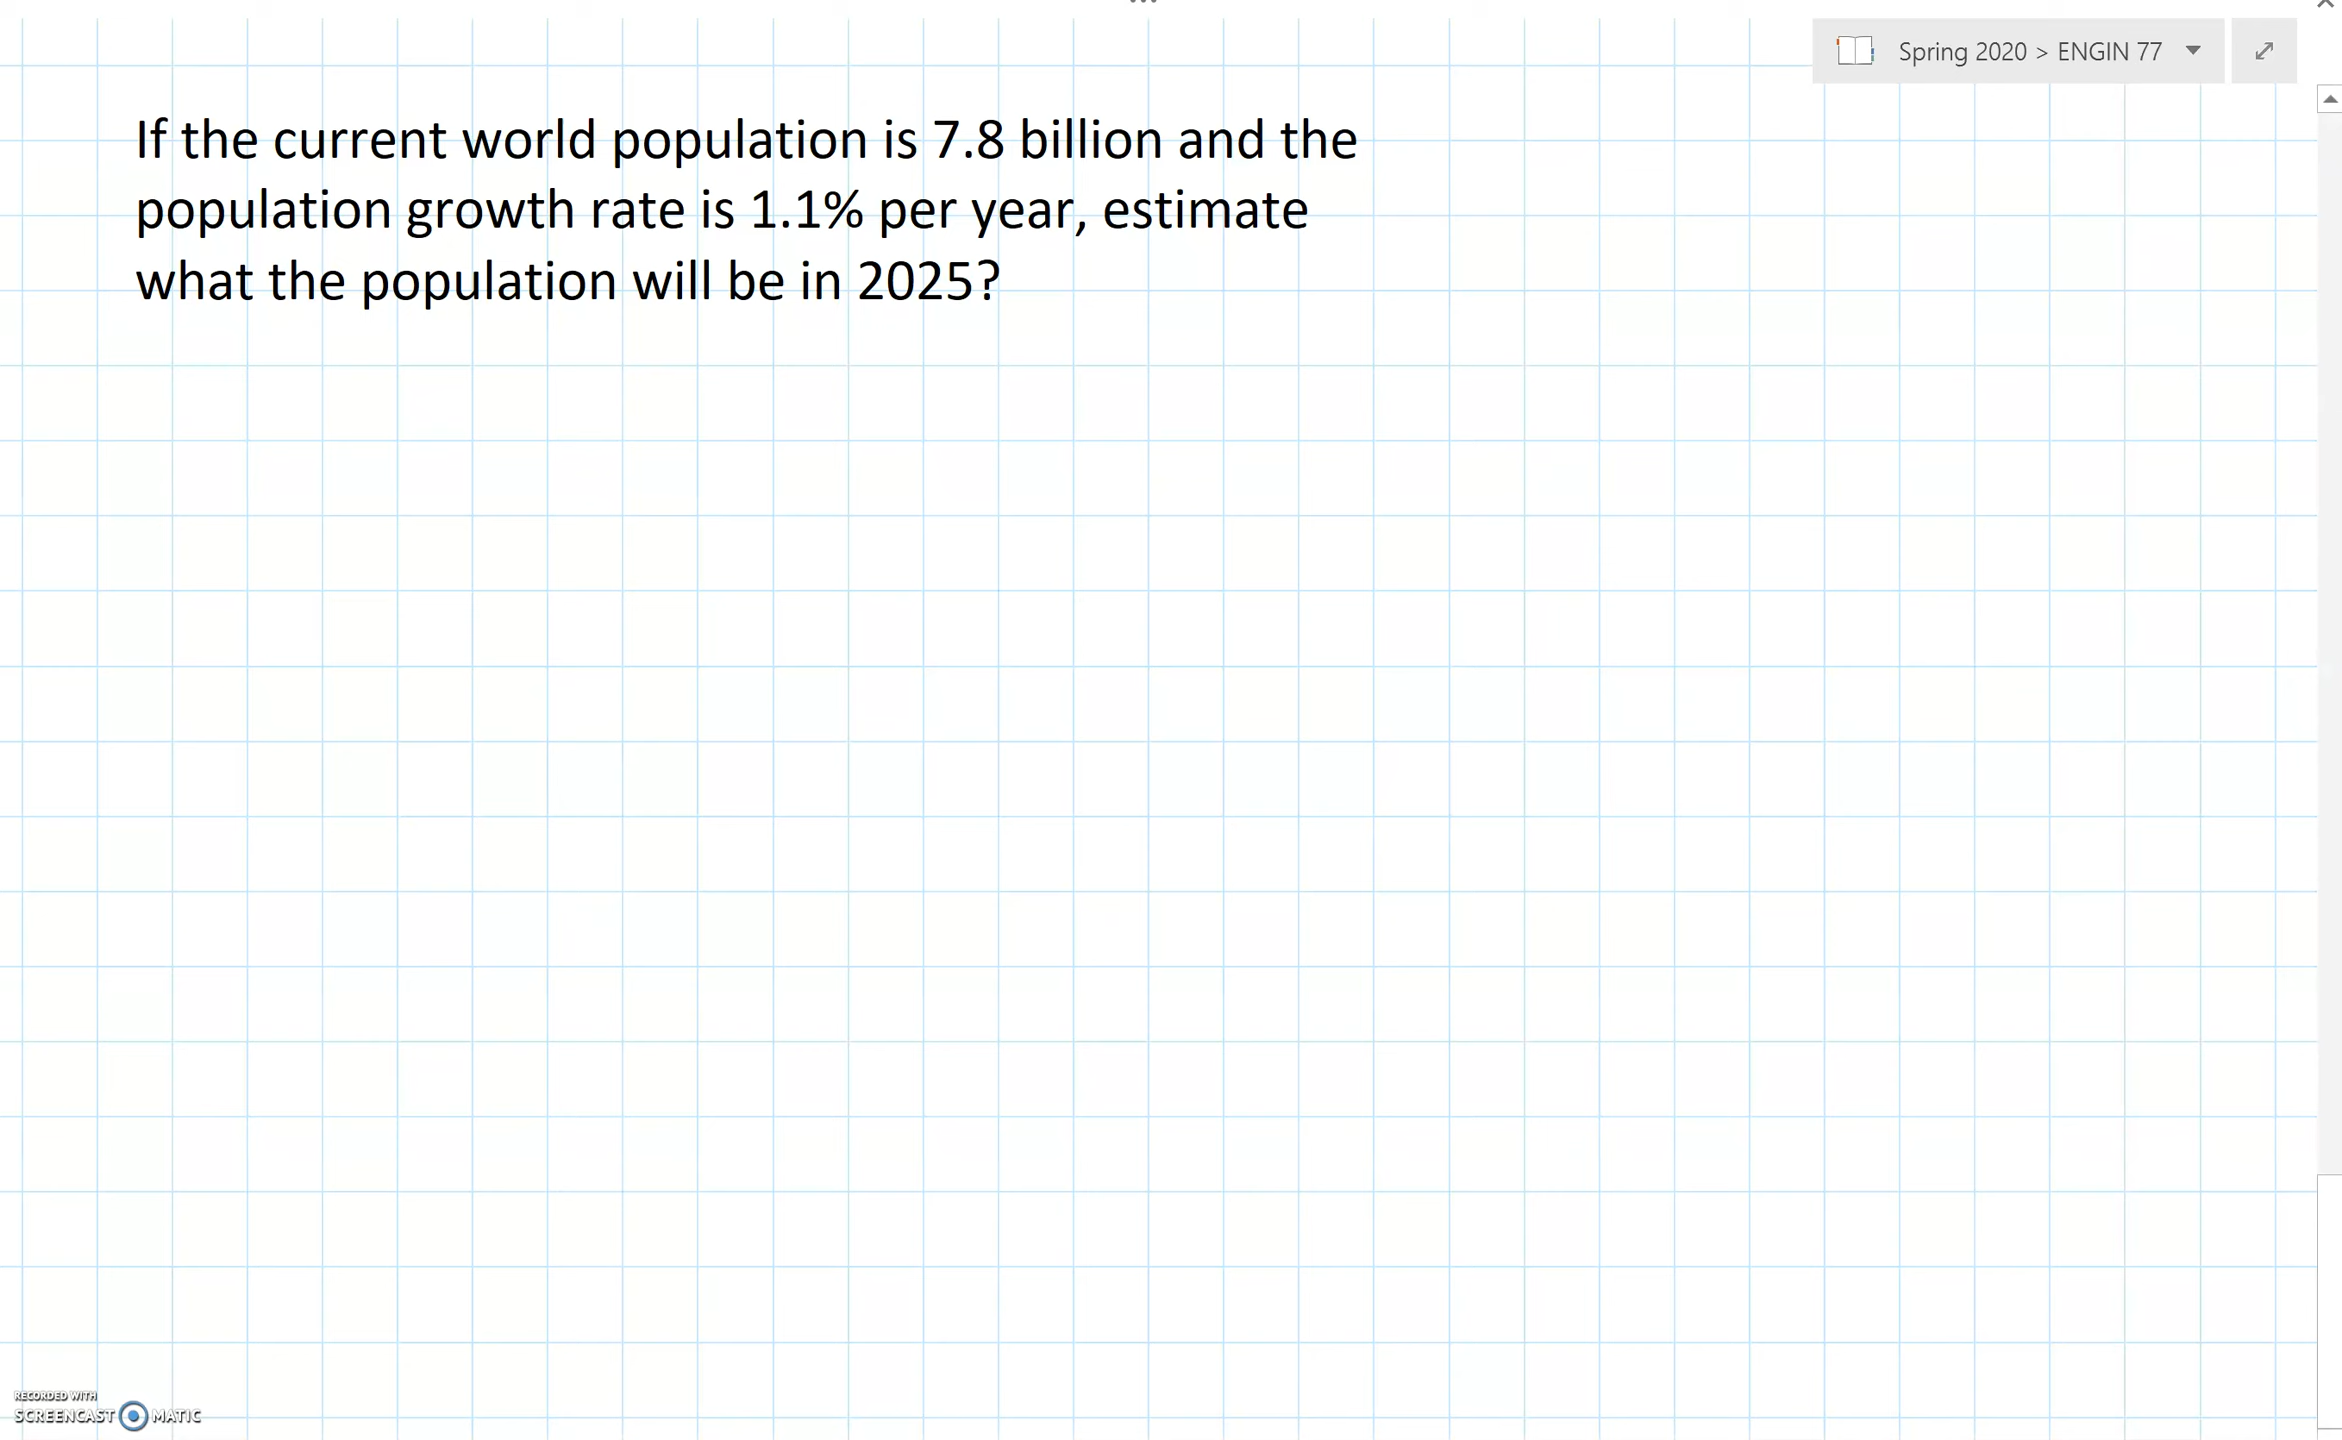 Spring 2020 > ENGIN 77
If the current world population is 7.8 billion and the
population growth rate is 1.1% per year, estimate
what the population will be in 2025?
RECORDED WITH
SCREENCAST MATIC